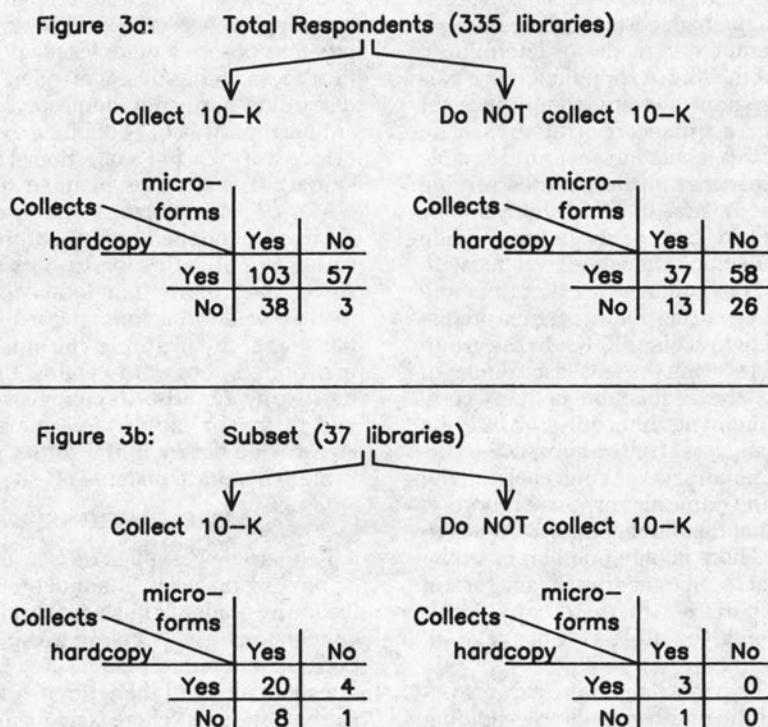 Figure 3a: Total Respondents (335 libraries)
Collect 10-K Do NOT collect 10-K
micro-
forms
Collects
hardcopy Yes No
Yes 103 57
No 38 3
micro-
forms
Collects
hardcopy Yes No
Yes 37 58
No 13 26
Figure 3b: Subset (37 libraries)
Collect 10-K Do NOT collect 10-K
micro-
forms
Collects
hardcopy Yes No
Yes 20 4
No 8 1
micro-
forms
Collects
hardcopy Yes No
Yes 3 0
No 1 0